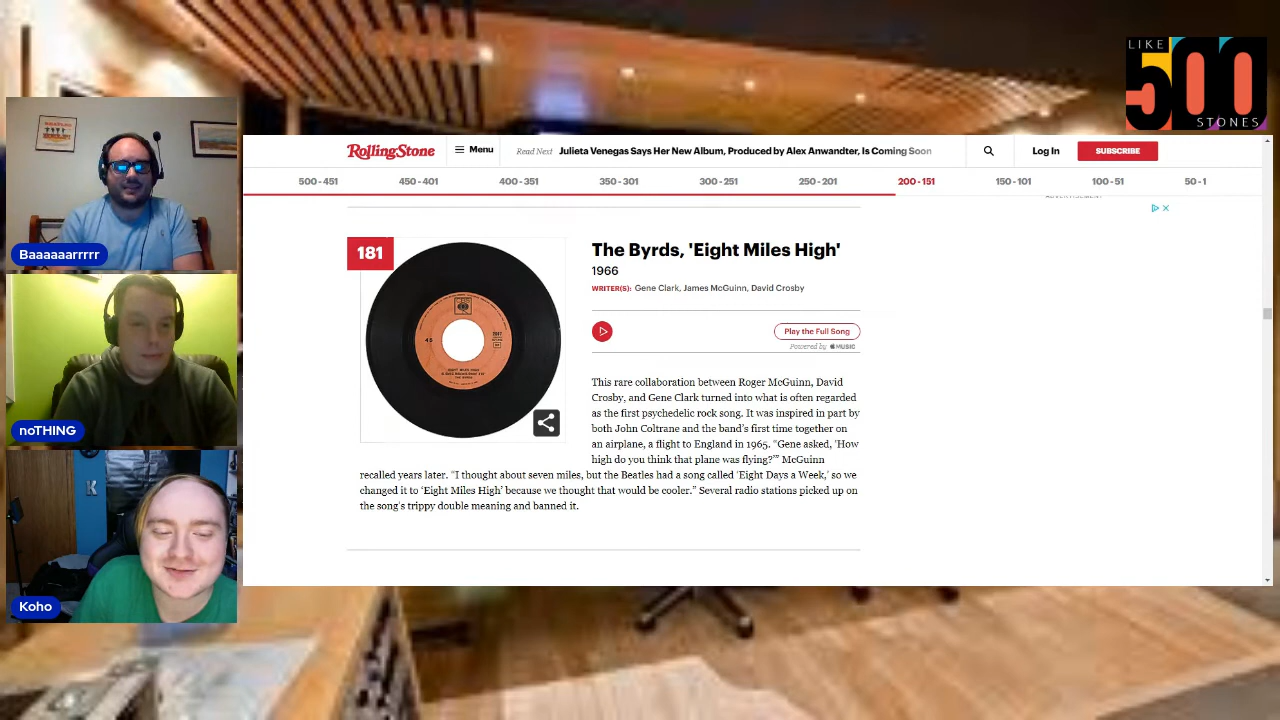 LIKE
500
STONES
Baaaaaarrrrr
noTHING
K
Koho
RollingStone
Menu
Read Next Julieta Venegas Says Her New Album, Produced by Alex Anwandter, Is Coming Soon
Log In
SUBSCRIBE
500 - 451
450 - 401
400 - 351
350 - 301
300 - 251
250 - 201
200 - 151
150 - 101
100 - 51
50 - 1
ADVERTISEMENT
181
45
The Byrds, 'Eight Miles High'
1966
WRITER(S): Gene Clark, James McGuinn, David Crosby
Play the Full Song
Powered by MUSIC
This rare collaboration between Roger McGuinn, David
Crosby, and Gene Clark turned into what is often regarded
as the first psychedelic rock song. It was inspired in part by
both John Coltrane and the band's first time together on
an airplane, a flight to England in 1965. "Gene asked, 'How
high do you think that plane was flying?'" McGuinn
recalled years later. "I thought about seven miles, but the Beatles had a song called 'Eight Days a Week,' so we
changed it to 'Eight Miles High' because we thought that would be cooler." Several radio stations picked up on
the song's trippy double meaning and banned it.